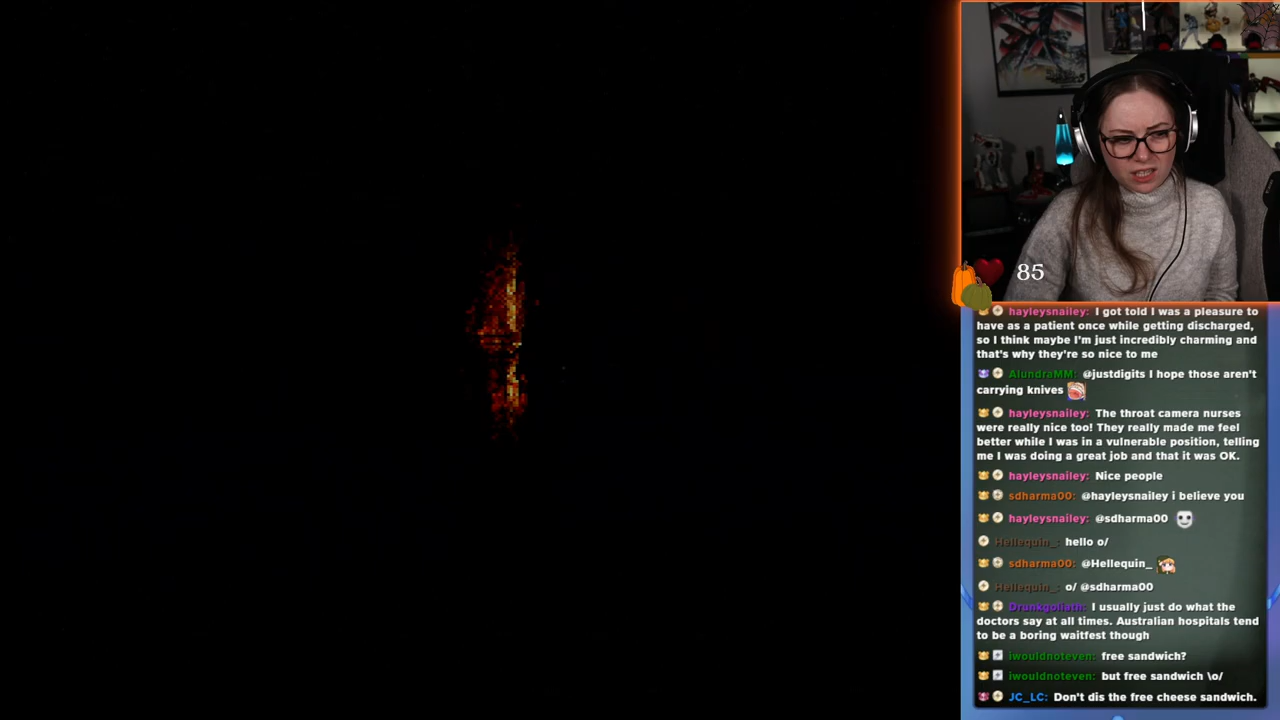 85
hayleysnailey: I got told I was a pleasure to
have as a patient once while getting discharged,
so I think maybe I'm just incredibly charming and
that's why they're so nice to me
AlundraMM: @justdigits I hope those aren't
carrying knives
hayleysnailey: The throat camera nurses
were really nice too! They really made me feel
better while I was in a vulnerable position, telling
me I was doing a great job and that it was OK.
hayleysnailey: Nice people
sdharma00: @hayleysnailey i believe you
hayleysnailey: @sdharma00
Hellequin_: hello o/
sdharma00: @Hellequin_
Hellequin_: o/ @sdharma00
Drunkgoliath: I usually just do what the
doctors say at all times. Australian hospitals tend
to be a boring waitfest though
iwouldnoteven: free sandwich?
iwouldnoteven: but free sandwich \o/
JC_LC: Don't dis the free cheese sandwich.